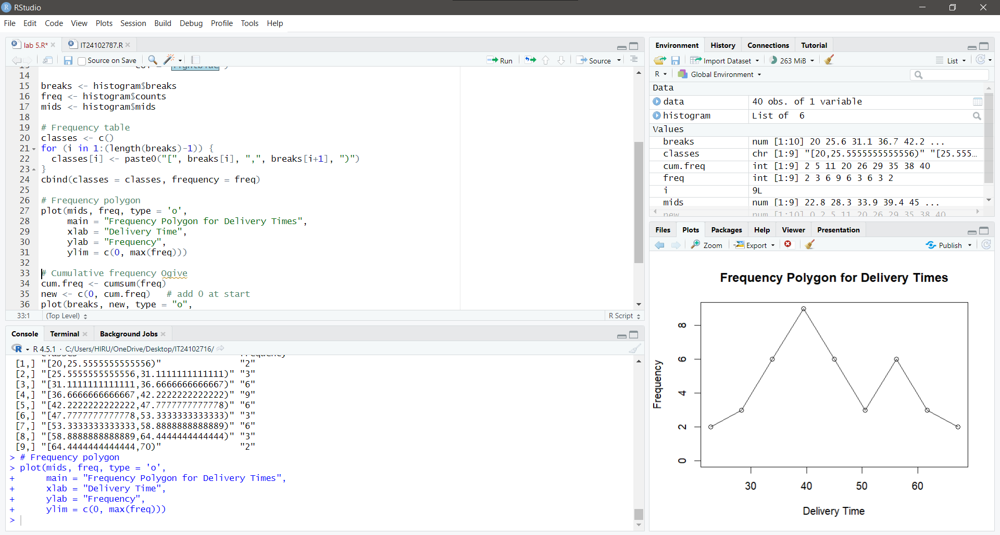 RStudio
File Edit Code View Plots Session Build Debug Profile Tools Help
lab 5.R* IT24102787.R
Source on Save Run Source
14
15 breaks <- histogram$breaks
16 freq <- histogram$counts
17 mids <- histogram$mids
18
19 # Frequency table
20 classes <- c()
21 for (i in 1:(length(breaks)-1)) {
22 classes[i] <- paste0("[", breaks[i], ",", breaks[i+1], ")")
23 }
24 cbind(classes = classes, frequency = freq)
25
26 # Frequency polygon
27 plot(mids, freq, type = 'o',
28 main = "Frequency Polygon for Delivery Times",
29 xlab = "Delivery Time",
30 ylab = "Frequency",
31 ylim = c(0, max(freq)))
32
33 # Cumulative frequency Ogive
34 cum.freq <- cumsum(freq)
35 new <- c(0, cum.freq) # add 0 at start
36 plot(breaks, new, type = "o",
33:1 (Top Level) R Script
Console Terminal Background Jobs
R 4.5.1 · C:/Users/HIRU/OneDrive/Desktop/IT24102716/
[1,] "[20,25.5555555555556)" "2"
[2,] "[25.5555555555556,31.1111111111111)" "3"
[3,] "[31.1111111111111,36.6666666666667)" "6"
[4,] "[36.6666666666667,42.2222222222222)" "9"
[5,] "[42.2222222222222,47.7777777777778)" "6"
[6,] "[47.7777777777778,53.3333333333333)" "3"
[7,] "[53.3333333333333,58.8888888888889)" "6"
[8,] "[58.8888888888889,64.4444444444444)" "3"
[9,] "[64.4444444444444,70)" "2"
> # Frequency polygon
> plot(mids, freq, type = 'o',
+ main = "Frequency Polygon for Delivery Times",
+ xlab = "Delivery Time",
+ ylab = "Frequency",
+ ylim = c(0, max(freq)))
>
Environment History Connections Tutorial
Import Dataset 263 MiB List
R Global Environment
Data
data 40 obs. of 1 variable
histogram List of 6
Values
breaks num [1:10] 20 25.6 31.1 36.7 42.2 ...
classes chr [1:9] "[20,25.5555555555556)" "[25.555…
cum.freq int [1:9] 2 5 11 20 26 29 35 38 40
freq int [1:9] 2 3 6 9 6 3 6 3 2
i 9L
mids num [1:9] 22.8 28.3 33.9 39.4 45 ...
new num [1:10] 0 2 5 11 20 26 29 35 38 40
Files Plots Packages Help Viewer Presentation
Zoom Export Publish
Frequency Polygon for Delivery Times
8
6
4
2
0
Frequency
30 40 50 60
Delivery Time